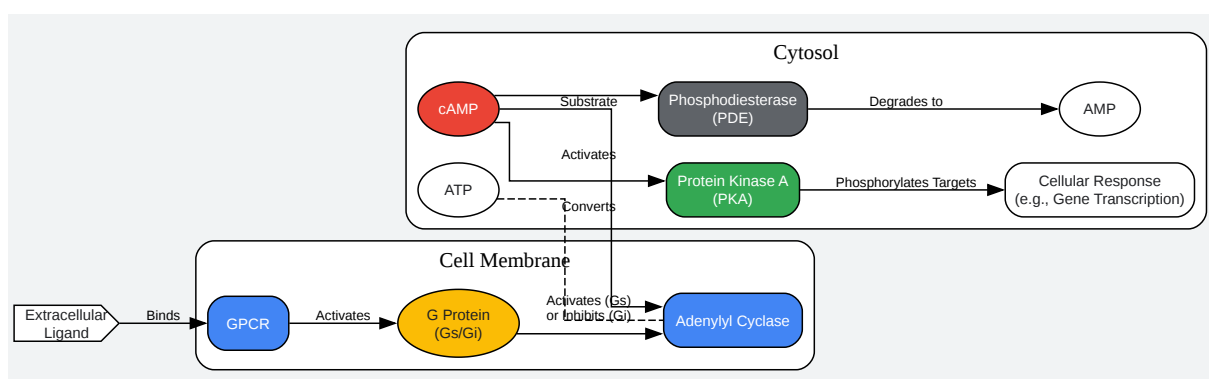 Cytosol
cAMP
Substrate
Phosphodiesterase
(PDE)
Degrades to
AMP
Activates
ATP
Protein Kinase A
(PKA)
Phosphorylates Targets
Cellular Response
(e.g., Gene Transcription)
Converts
Cell Membrane
Extracellular
Ligand
Binds
GPCR
Activates
G Protein
(Gs/Gi)
Activates (Gs)
or Inhibits (Gi)
Adenylyl Cyclase